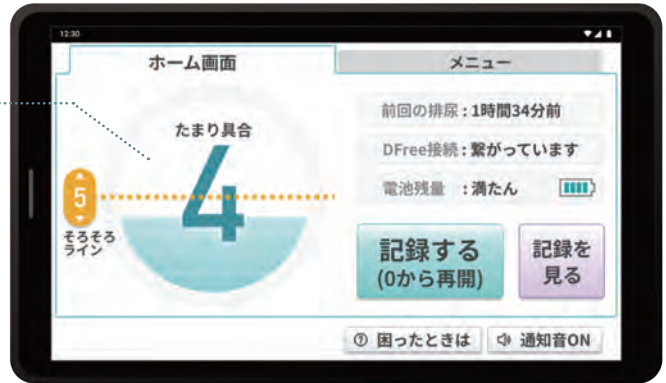 12:30
ホーム画面
メニュー
たまり具合
4
5
そろそろ
ライン
前回の排尿：1時間34分前
DFree接続：繋がっています
電池残量 ：満たん
記録する
(0から再開)
記録を
見る
困ったときは
通知音ON